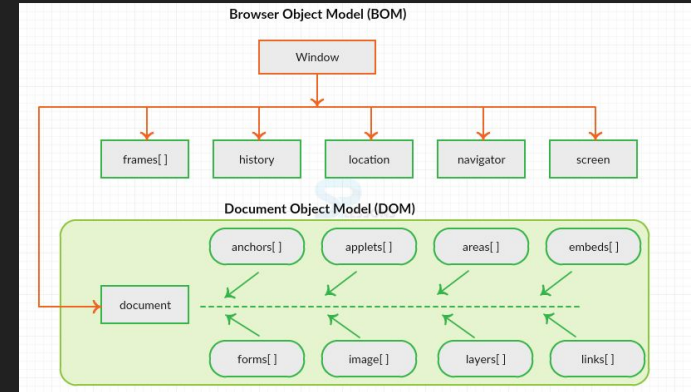 Browser Object Model (BOM)
Window
frames[ ]
history
location
navigator
screen
Document Object Model (DOM)
anchors[ ]
applets[ ]
areas[ ]
embeds[ ]
document
forms[ ]
image[ ]
layers[ ]
links[ ]